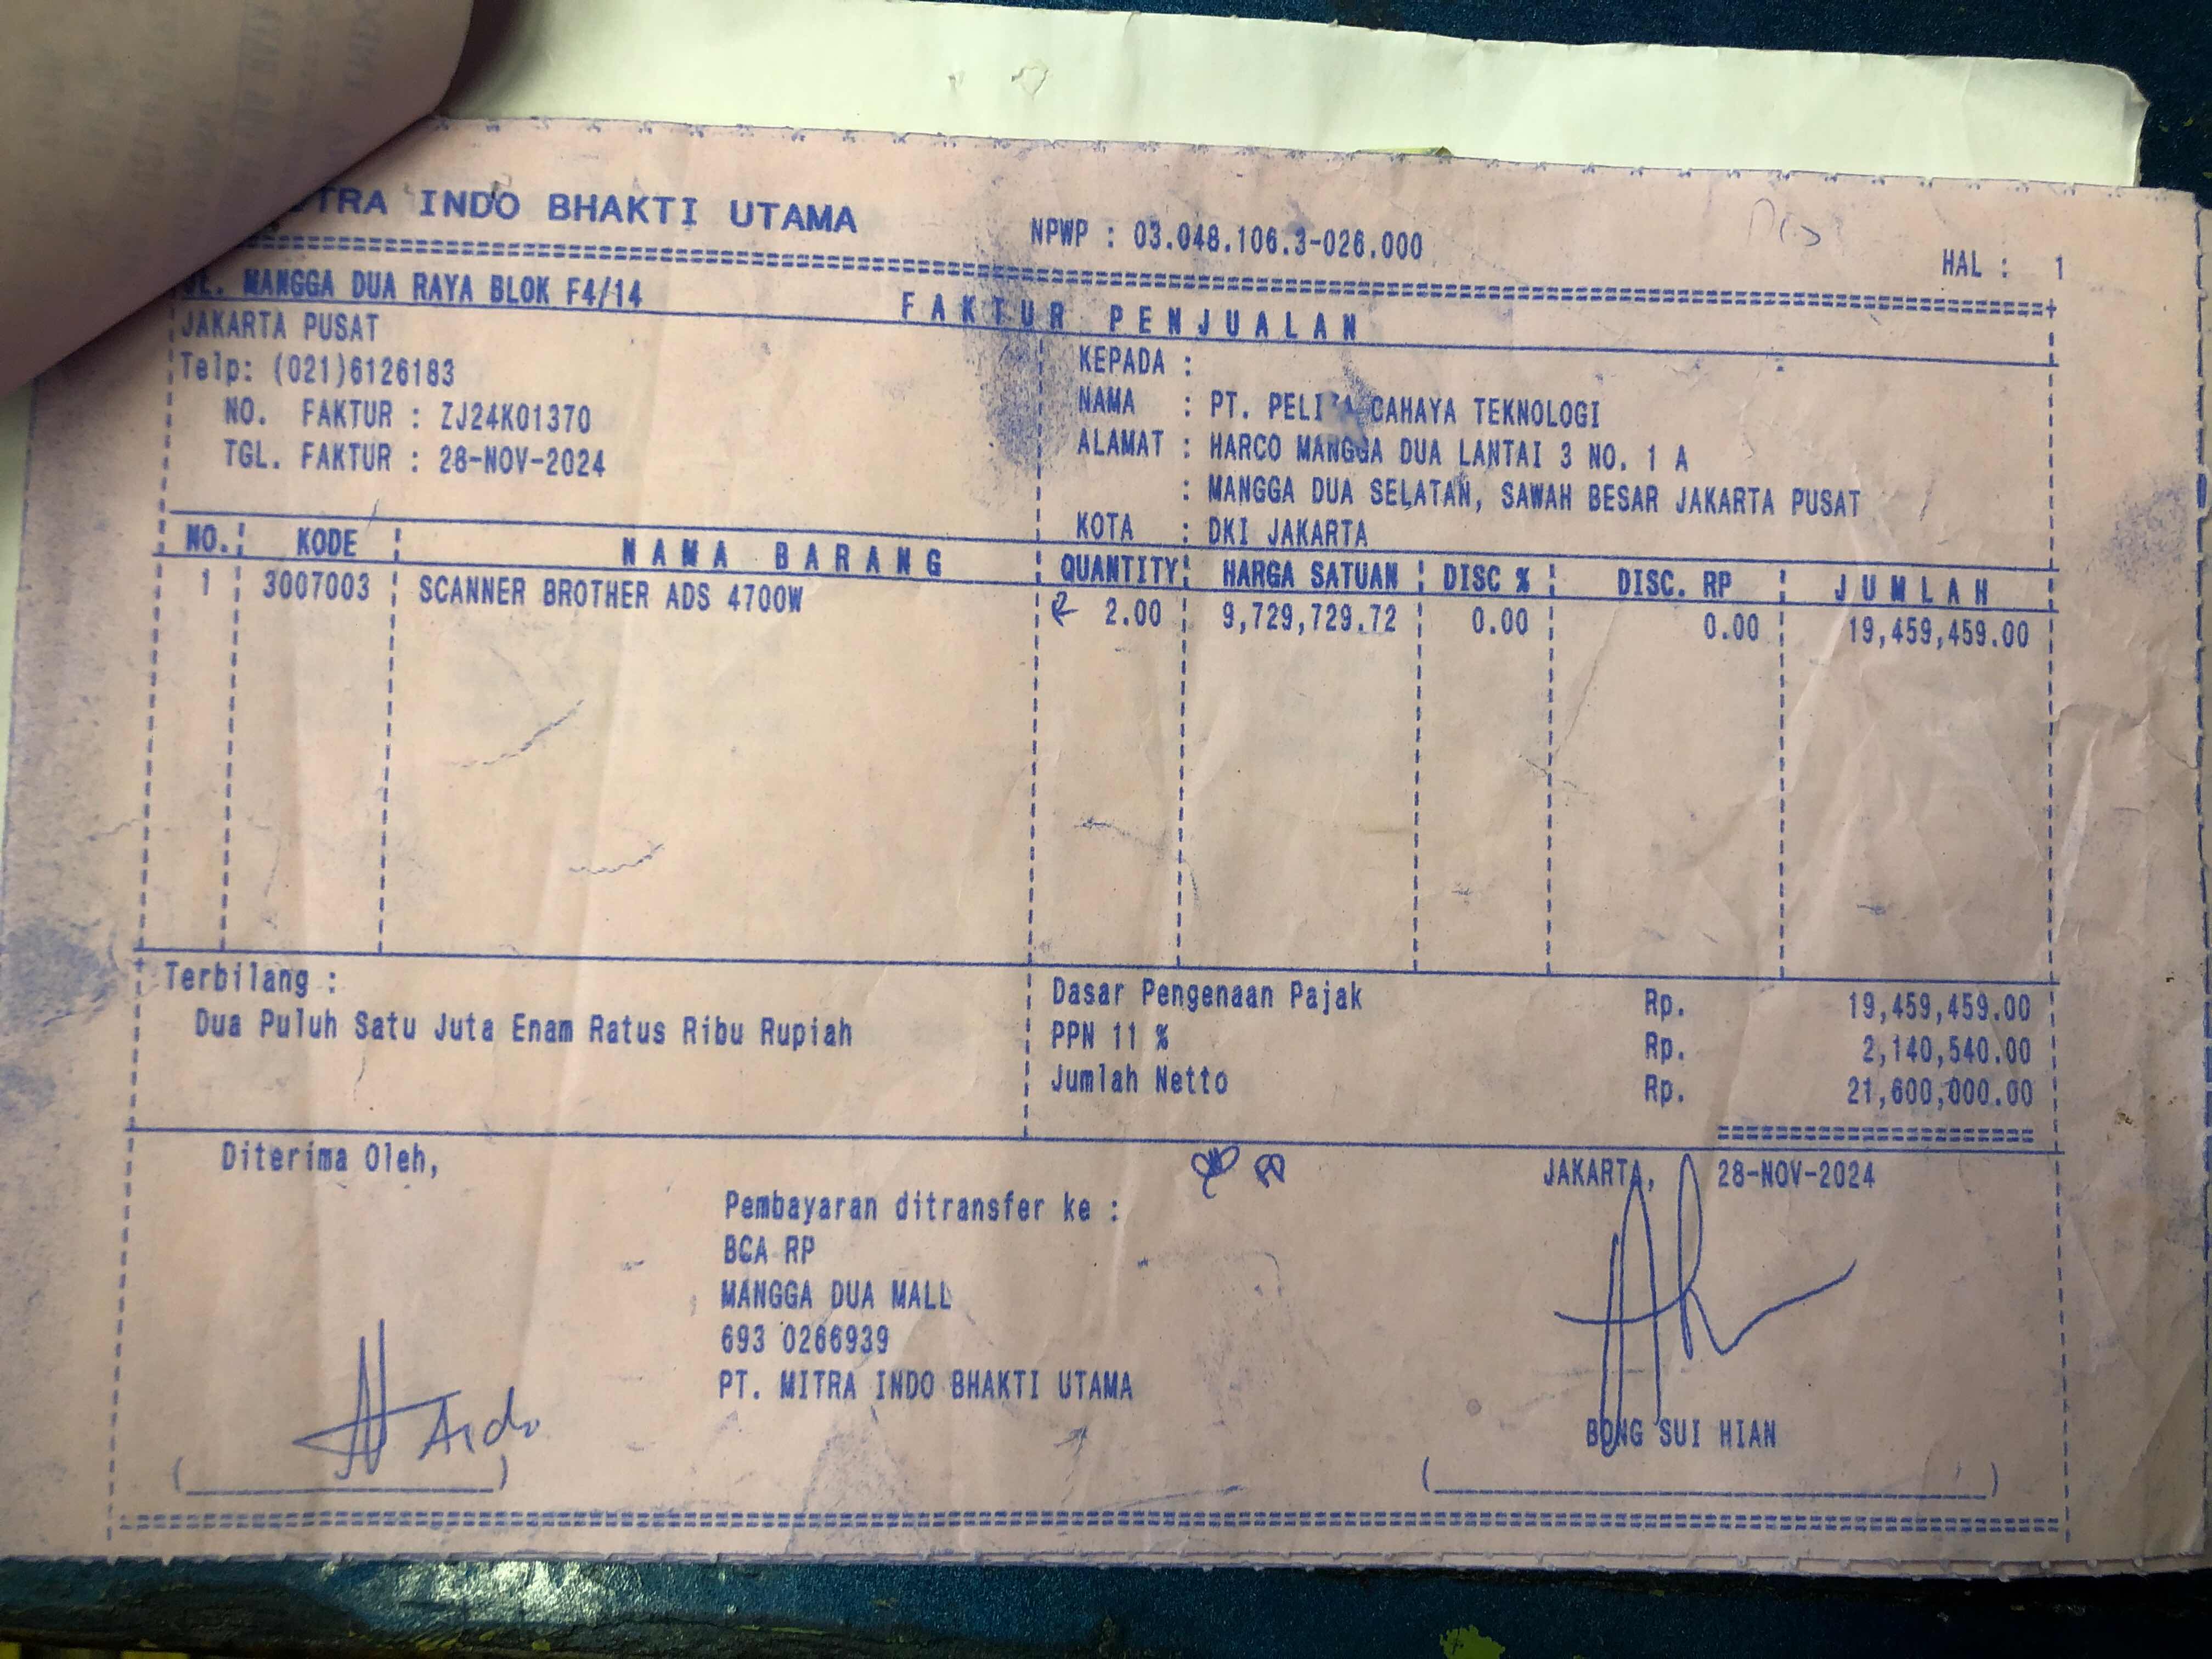 INDO BHAKTI UTAMA
NPWP : 03.048.106.3-026.000
HAL : 1
MANGGA DUA RAYA BLOK F4/14
FAKTUR PENJUALAN
JAKARTA PUSAT
Telp: (021)6126183
NO. FAKTUR : ZJ24K01370
TGL. FAKTUR : 28-NOV-2024
KEPADA :
NAMA : PT. PELITA CAHAYA TEKNOLOGI
ALAMAT : HARCO MANGGA DUA LANTAI 3 NO. 1 A
: MANGGA DUA SELATAN, SAWAH BESAR JAKARTA PUSAT
KOTA : DKI JAKARTA
NO. KODE NAMA BARANG QUANTITY HARGA SATUAN DISC % DISC. RP JUMLAH
1 3007003 SCANNER BROTHER ADS 4700W 2.00 9,729,729.72 0.00 0.00 19,459,459.00
Terbilang :
Dua Puluh Satu Juta Enam Ratus Ribu Rupiah
Dasar Pengenaan Pajak Rp. 19,459,459.00
PPN 11 % Rp. 2,140,540.00
Jumlah Netto Rp. 21,600,000.00
Diterima Oleh,
JAKARTA, 28-NOV-2024
Pembayaran ditransfer ke :
BCA RP
MANGGA DUA MALL
693 0266939
PT. MITRA INDO BHAKTI UTAMA
Ardo
BONG SUI HIAN